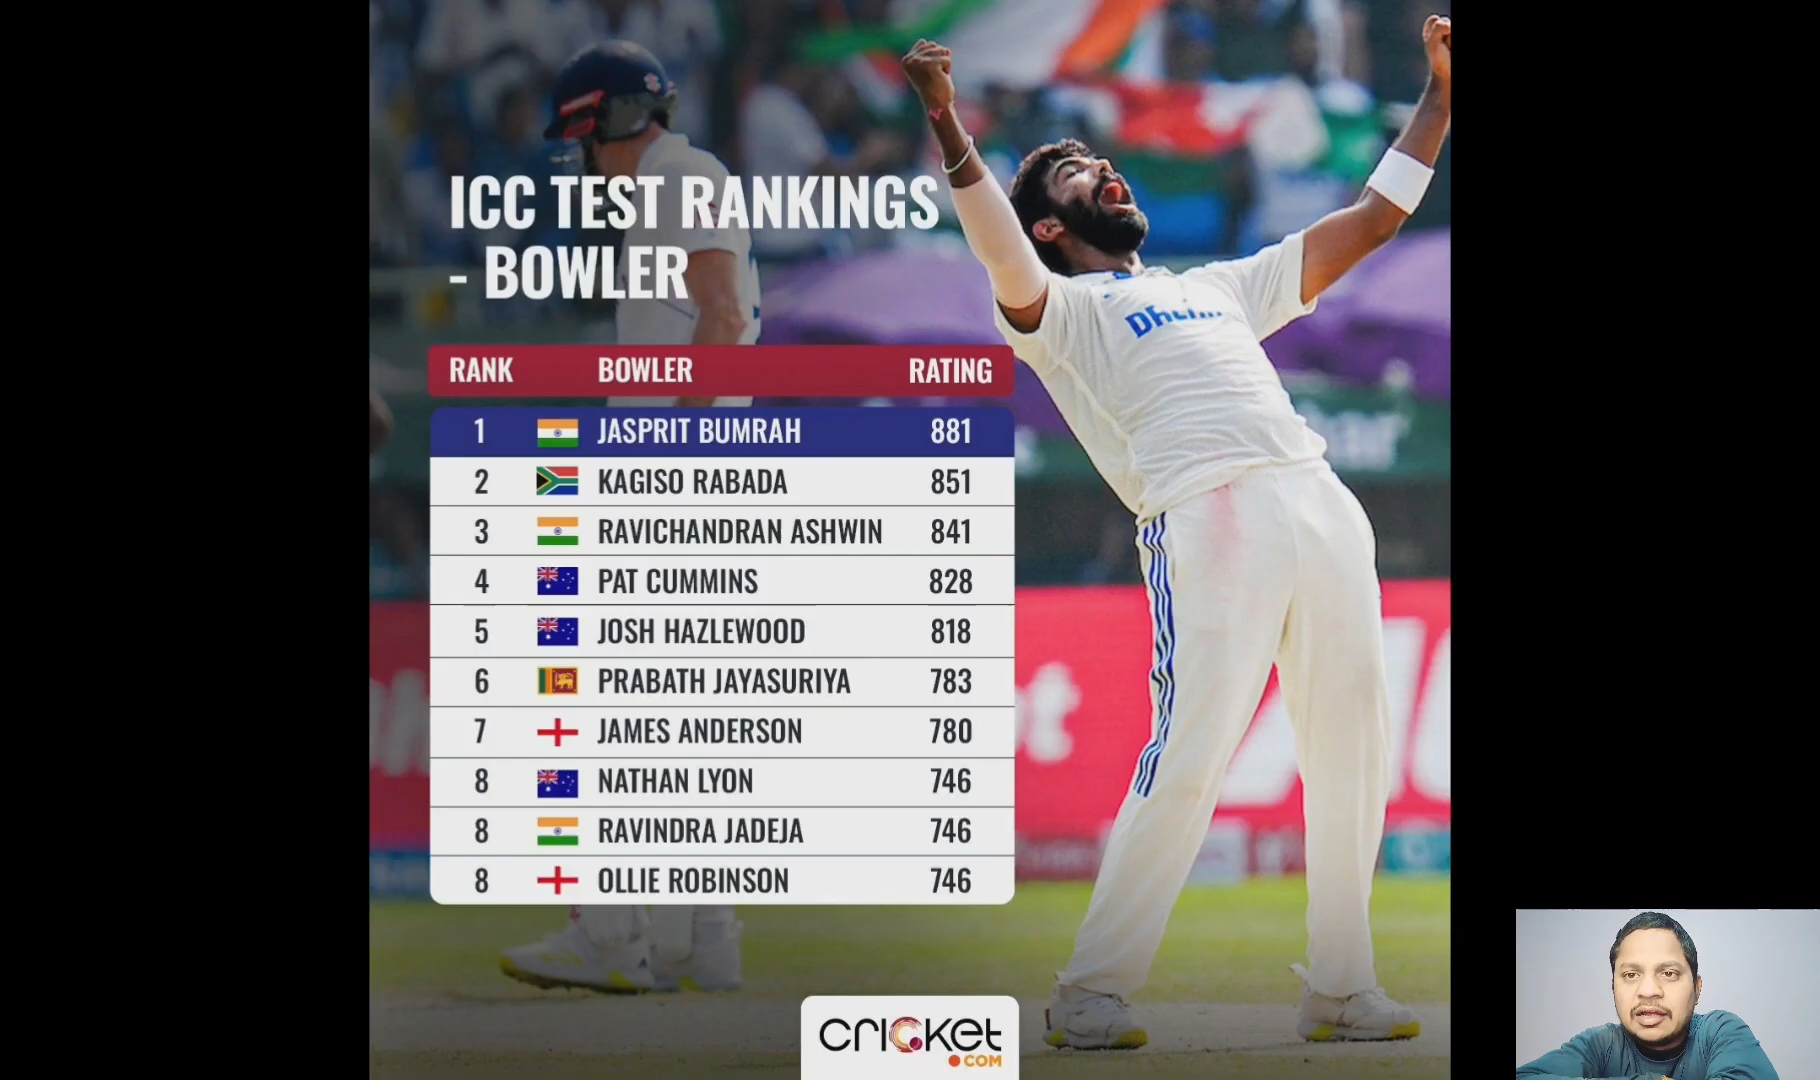 ICC TEST RANKINGS
- BOWLER
RANK BOWLER RATING
1 JASPRIT BUMRAH 881
2 KAGISO RABADA 851
3 RAVICHANDRAN ASHWIN 841
4 PAT CUMMINS 828
5 JOSH HAZLEWOOD 818
6 PRABATH JAYASURIYA 783
7 JAMES ANDERSON 780
8 NATHAN LYON 746
8 RAVINDRA JADEJA 746
8 OLLIE ROBINSON 746
cricket
.COM